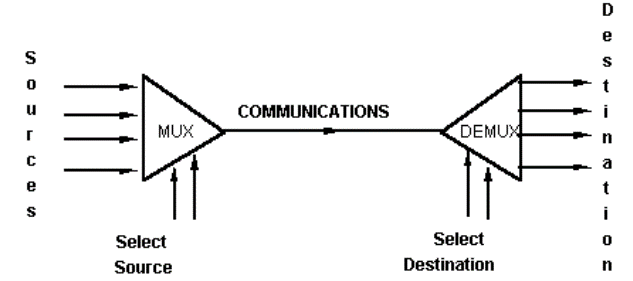 Sources
MUX
COMMUNICATIONS
DEMUX
Destination
Select
Source
Select
Destination